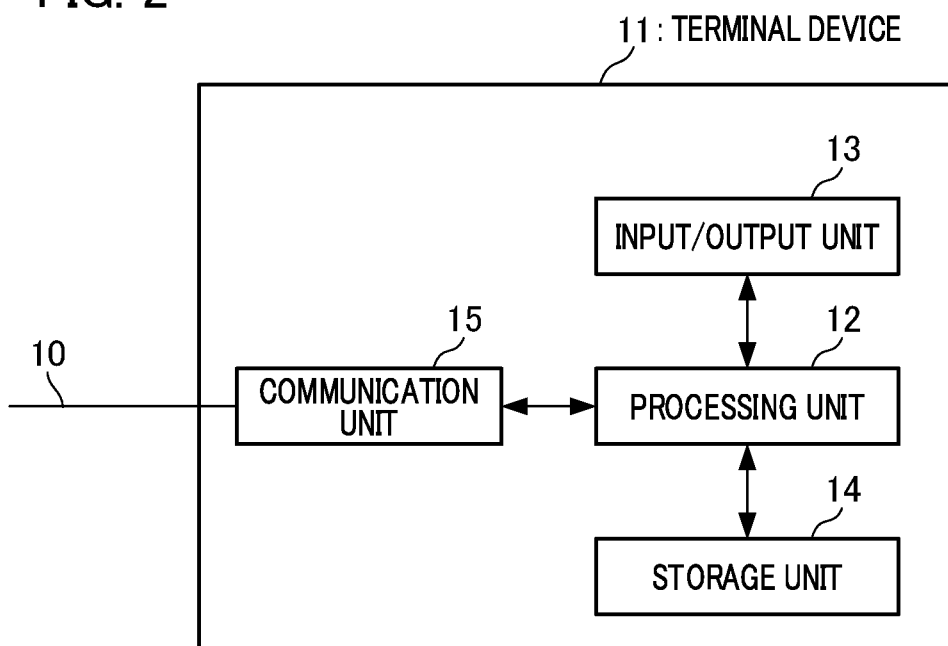 FIG. 2
11 : TERMINAL DEVICE
13
INPUT/OUTPUT UNIT
15
12
10
COMMUNICATION
UNIT
PROCESSING UNIT
14
STORAGE UNIT